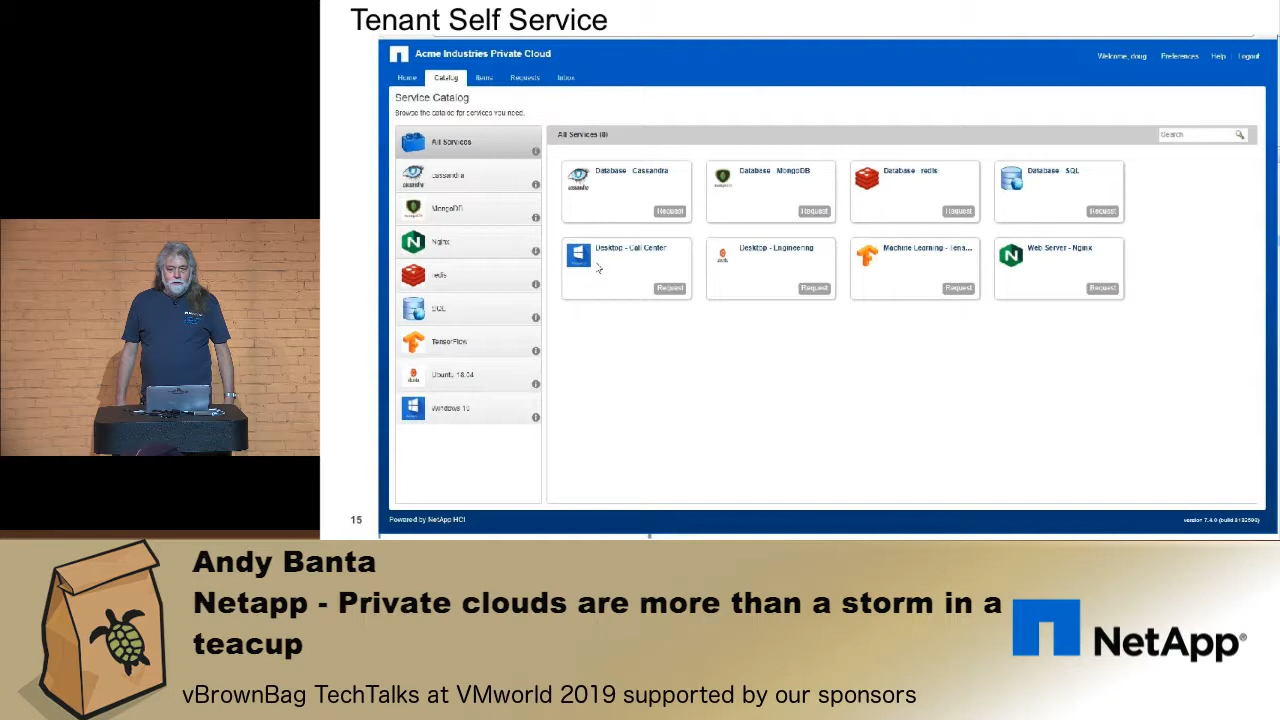 Tenant Self Service
Acme Industries Private Cloud
Welcome, doug Preferences Help Logout
Home Catalog Items Requests Inbox
Service Catalog
Browse the catalog for services you need.
All Services
cassandra
MongoDB
Nginx
redis
SQL
TensorFlow
Ubuntu 18.04
Windows 10
All Services (8)
Search
Database Cassandra
Request
Database MongoDB
Request
Database redis
Request
Database SQL
Request
Desktop - Call Center
Request
Desktop - Engineering
Request
Machine Learning - Tens...
Request
Web Server - Nginx
Request
15
Powered by NetApp HCI
Andy Banta
Netapp - Private clouds are more than a storm in a
teacup
NetApp®
vBrownBag TechTalks at VMworld 2019 supported by our sponsors